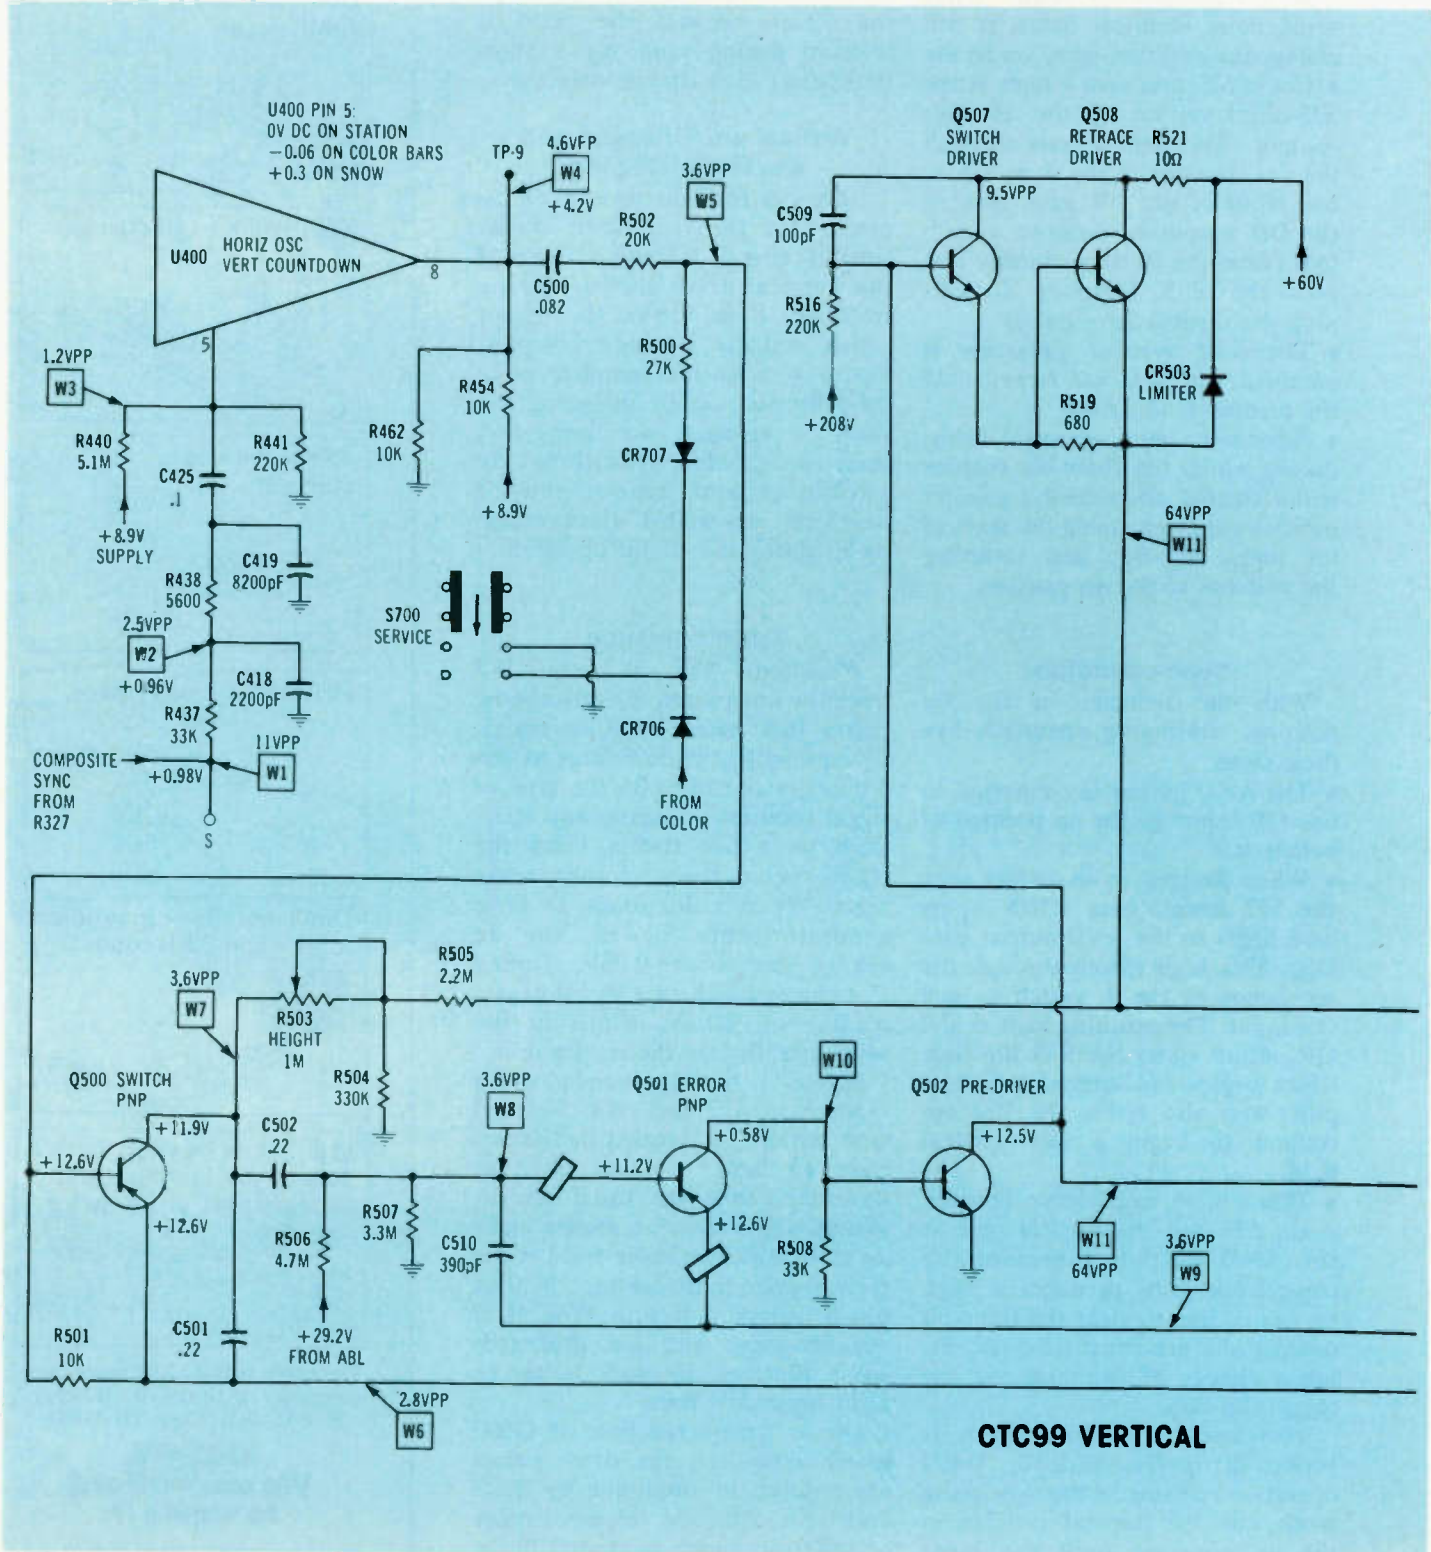 U400 PIN 5:
0V DC ON STATION
−0.06 ON COLOR BARS
+0.3 ON SNOW
TP-9
4.6VPP
W4
+4.2V
3.6VPP
W5
Q507
SWITCH
DRIVER
Q508
RETRACE
DRIVER
R521
10Ω
9.5VPP
C509
100pF
R502
20K
U400
HORIZ OSC
VERT COUNTDOWN
8
C500
.082
+60V
R516
220K
5
1.2VPP
W3
R500
27K
CR503
LIMITER
R454
10K
R519
680
+208V
R440
5.1M
R441
220K
R462
10K
CR707
C425
.1
+8.9V
64VPP
W11
+8.9V
SUPPLY
C419
8200pF
R438
5600
S700
SERVICE
2.5VPP
W2
+0.96V
C418
2200pF
R437
33K
CR706
11VPP
W1
COMPOSITE
SYNC
FROM
R327
+0.98V
FROM
COLOR
S
R505
2.2M
3.6VPP
W7
R503
HEIGHT
1M
W10
Q500 SWITCH
PNP
R504
330K
3.6VPP
W8
Q501 ERROR
PNP
Q502 PRE-DRIVER
+11.9V
C502
.22
+0.58V
+12.5V
+12.6V
+11.2V
+12.6V
R506
4.7M
R507
3.3M
C510
390pF
+12.6V
R508
33K
W11
64VPP
3.6VPP
W9
R501
10K
C501
.22
+29.2V
FROM ABL
2.8VPP
W6
CTC99 VERTICAL